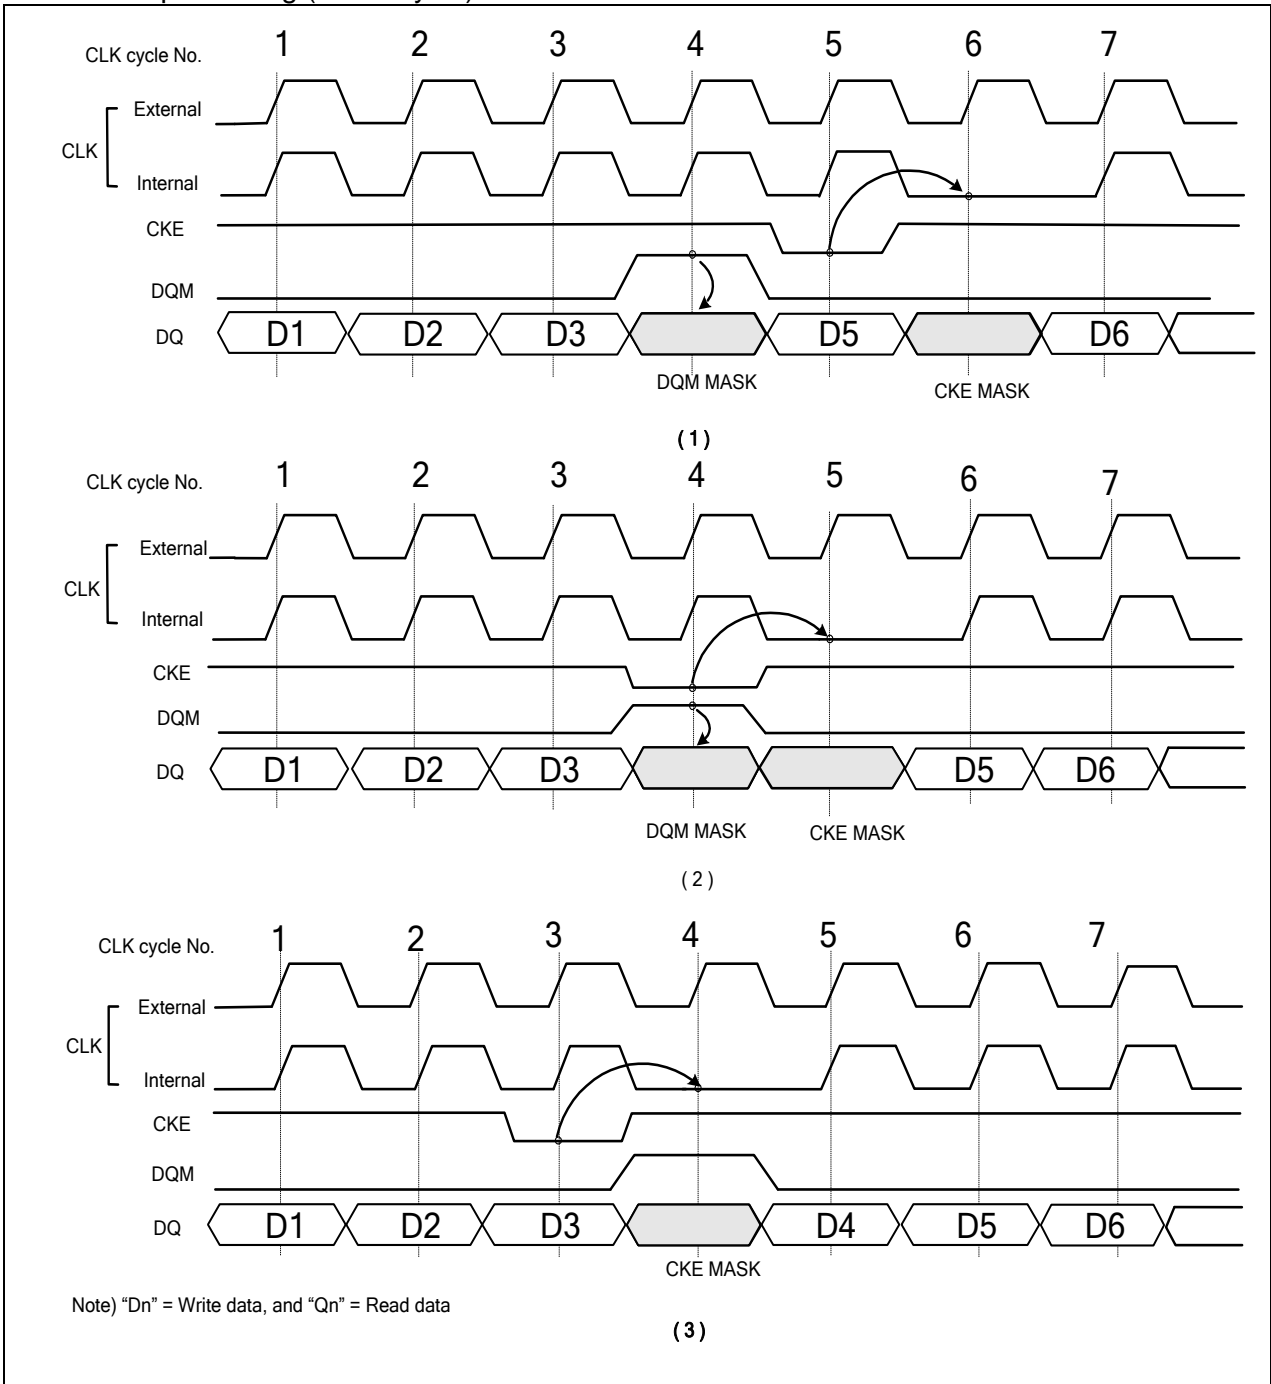 CLK cycle No. 1 2 3 4 5 6 7
External
CLK
Internal
CKE
DQM
DQ D1 D2 D3 D5 D6
DQM MASK CKE MASK
( 1 )
CLK cycle No. 1 2 3 4 5 6 7
External
CLK
Internal
CKE
DQM
DQ D1 D2 D3 D5 D6
DQM MASK CKE MASK
( 2 )
CLK cycle No. 1 2 3 4 5 6 7
External
CLK
Internal
CKE
DQM
DQ D1 D2 D3 D4 D5 D6
CKE MASK
Note) “Dn” = Write data, and “Qn” = Read data
( 3 )